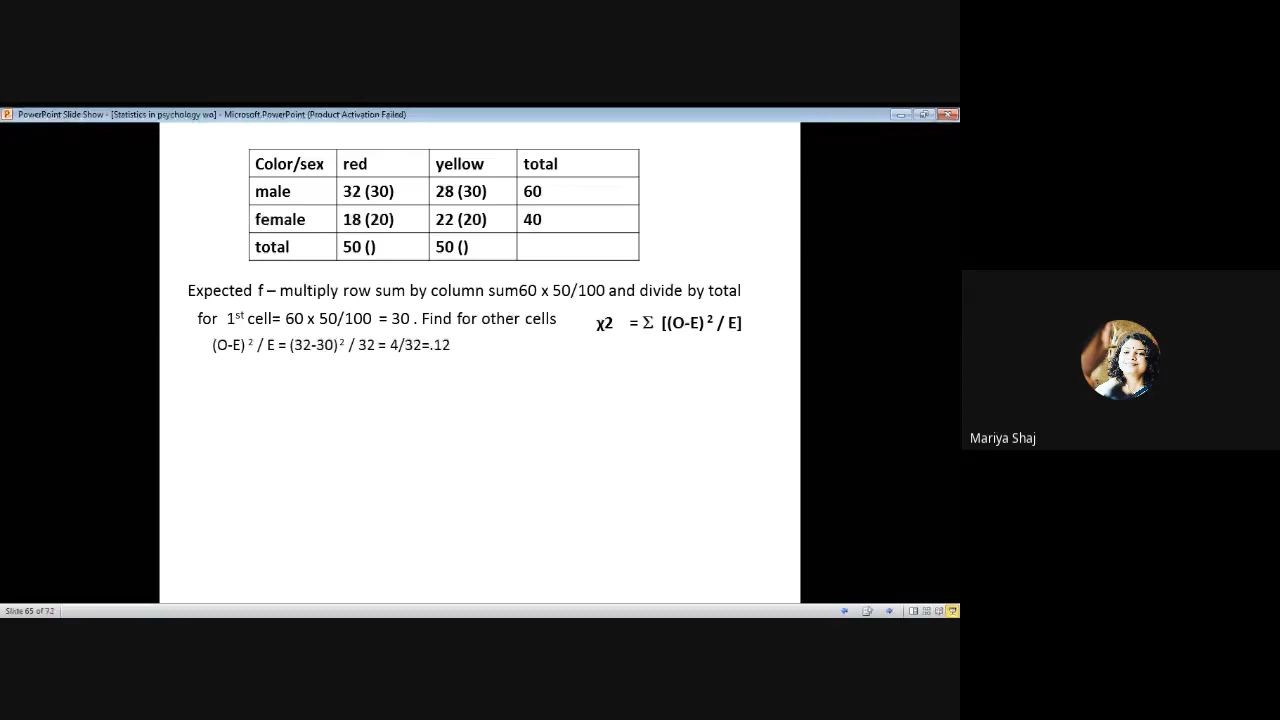 PowerPoint Slide Show - [Statistics in psychology wo] - Microsoft PowerPoint (Product Activation Failed)
Color/sex red yellow total
male 32 (30) 28 (30) 60
female 18 (20) 22 (20) 40
total 50 () 50 ()
Expected f – multiply row sum by column sum60 x 50/100 and divide by total
for 1st cell= 60 x 50/100 = 30 . Find for other cells
χ2 = Σ [(O-E) ² / E]
(O-E) ² / E = (32-30)² / 32 = 4/32=.12
Mariya Shaj
Slide 65 of 72